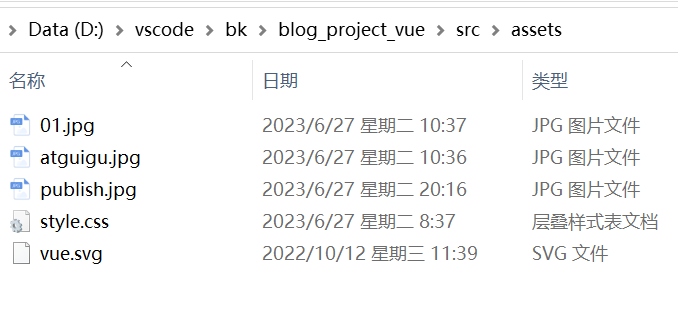 Data (D:) > vscode > bk > blog_project_vue > src > assets
名称 日期 类型
01.jpg 2023/6/27 星期二 10:37 JPG 图片文件
atguigu.jpg 2023/6/27 星期二 10:36 JPG 图片文件
publish.jpg 2023/6/27 星期二 20:16 JPG 图片文件
style.css 2023/6/27 星期二 8:37 层叠样式表文档
vue.svg 2022/10/12 星期三 11:39 SVG 文件